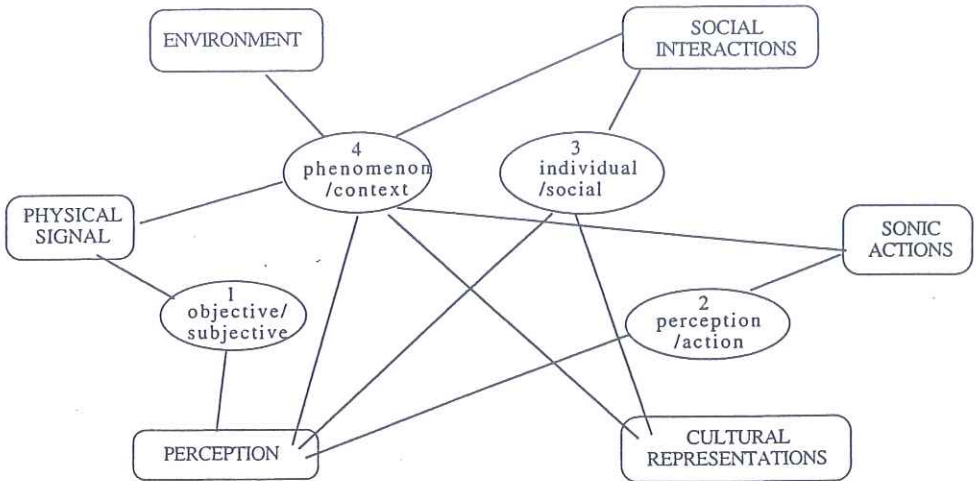 ENVIRONMENT
SOCIAL
INTERACTIONS
4
phenomenon
/context
3
individual
/social
PHYSICAL
SIGNAL
SONIC
ACTIONS
1
objective/
subjective
2
perception
/action
PERCEPTION
CULTURAL
REPRESENTATIONS